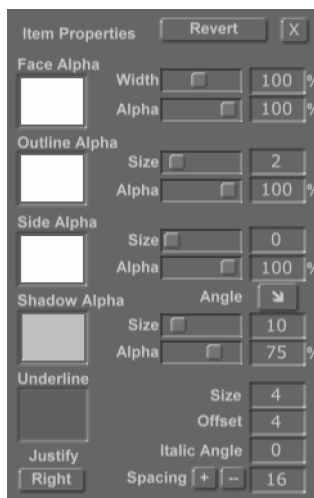 Item Properties Revert X
Face Alpha
Width 100 %
Alpha 100 %
Outline Alpha
Size 2
Alpha 100 %
Side Alpha
Size 0
Alpha 100 %
Shadow Alpha Angle
Size 10
Alpha 75 %
Underline
Size 4
Offset 4
Justify Italic Angle 0
Right Spacing + -- 16